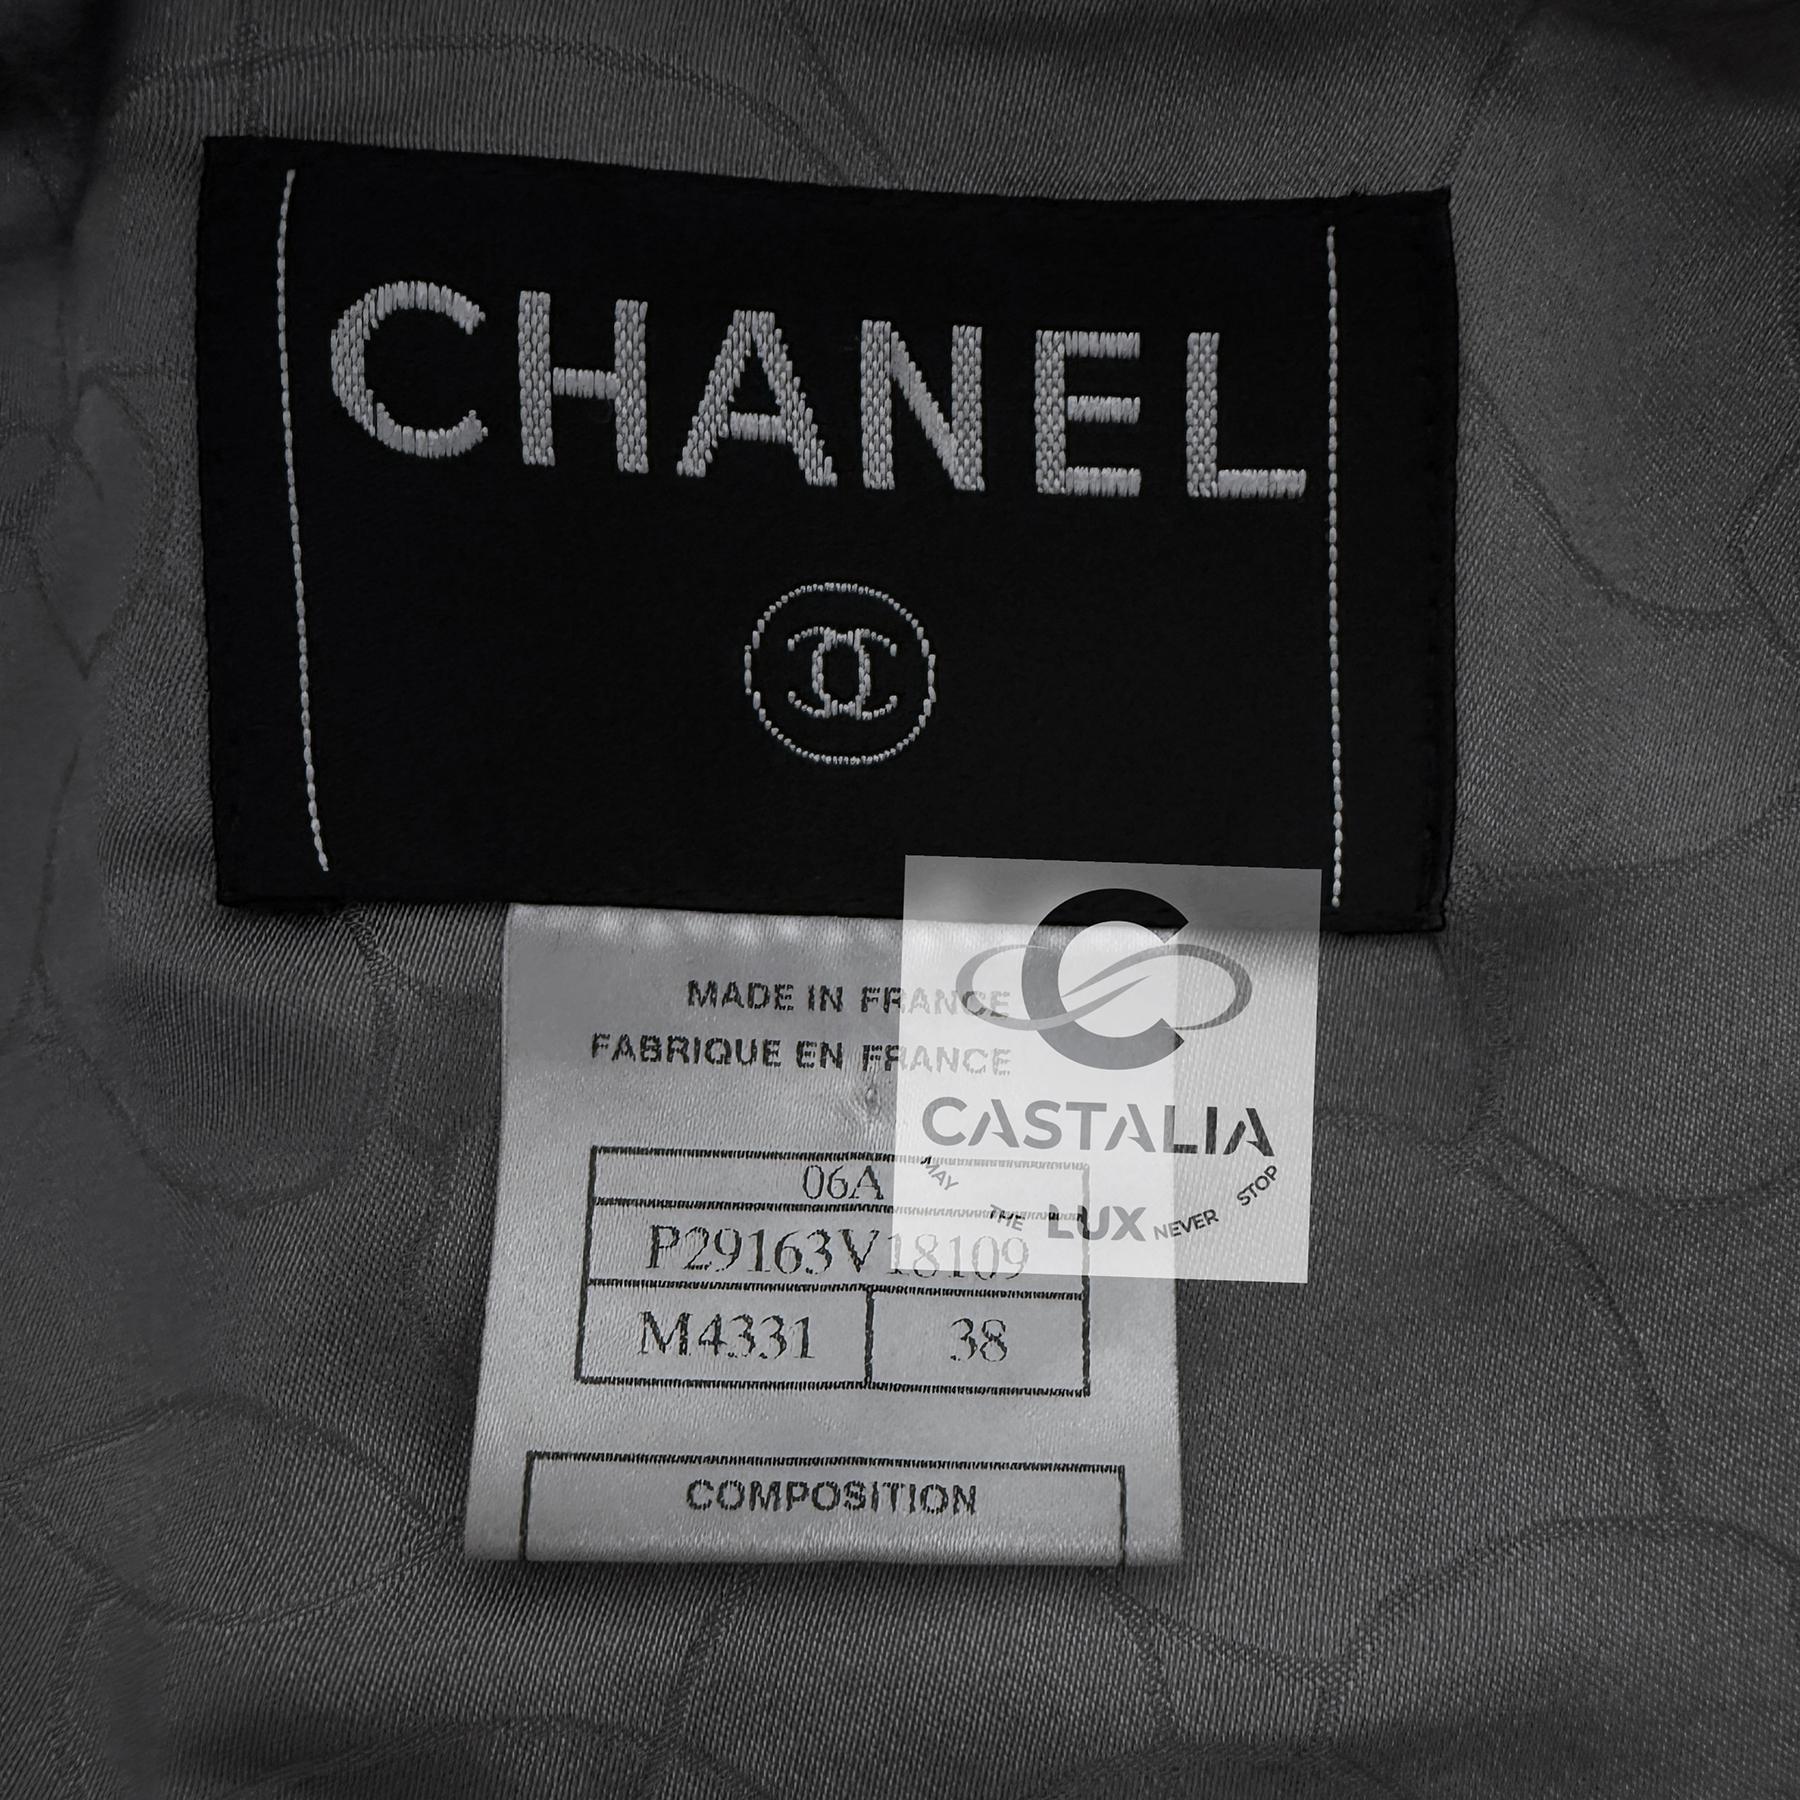 CHANEL
MADE IN FRANCE
FABRIQUE EN FRANCE
CASTALIA
MAY THE LUX NEVER STOP
06A
P29163V18109
M4331 38
COMPOSITION